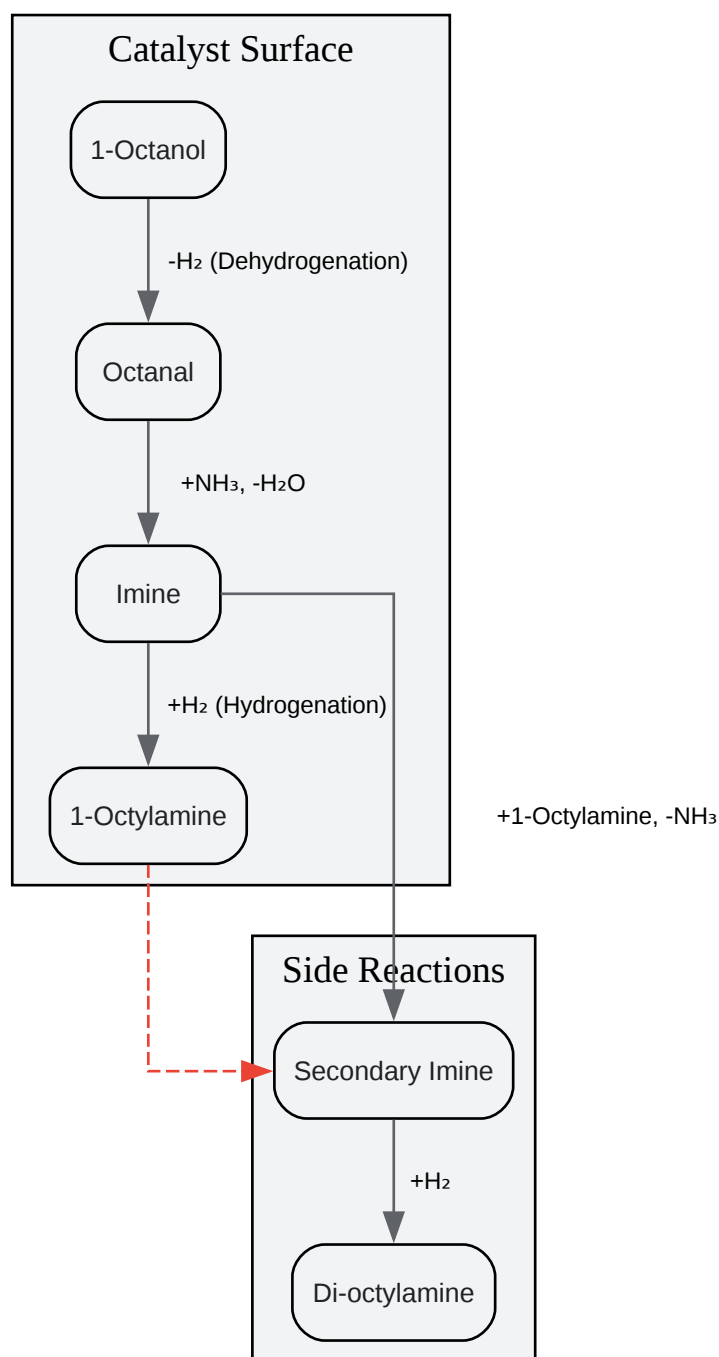 Catalyst Surface
1-Octanol
-H₂ (Dehydrogenation)
Octanal
+NH₃, -H₂O
Imine
+H₂ (Hydrogenation)
1-Octylamine
+1-Octylamine, -NH₃
Side Reactions
Secondary Imine
+H₂
Di-octylamine